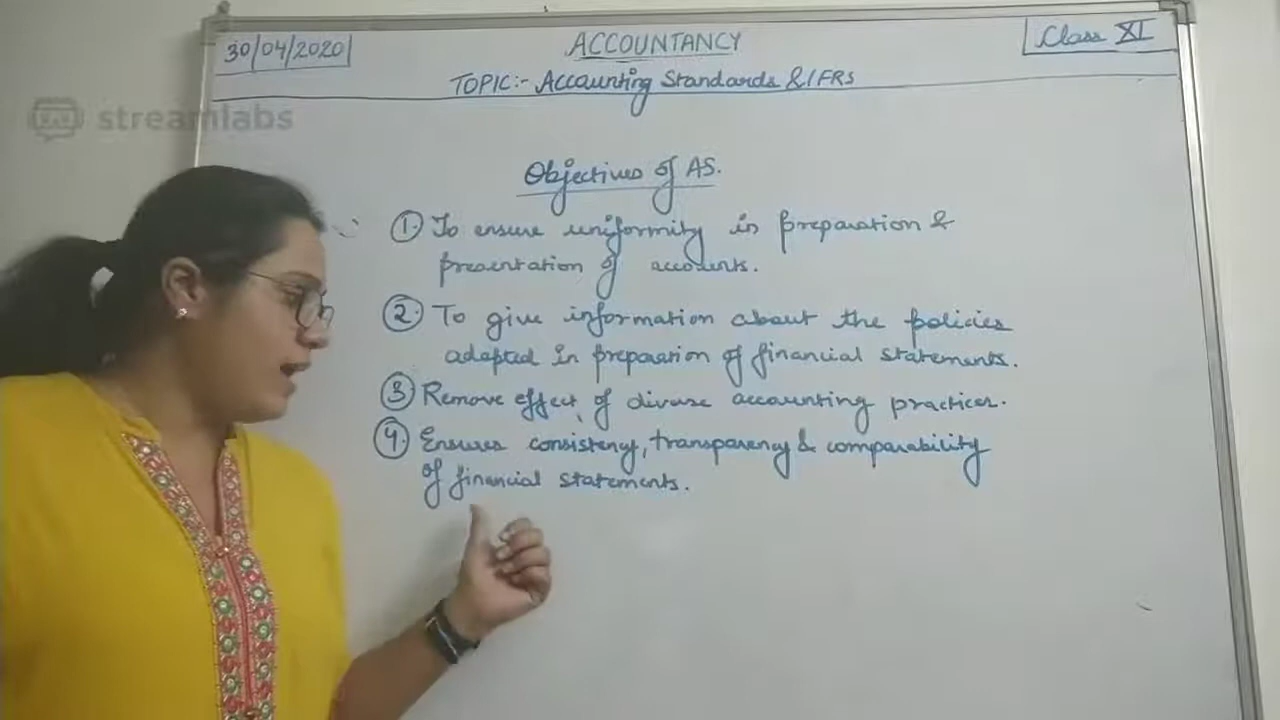 30/04/2020
ACCOUNTANCY
Class XI
TOPIC:- Accounting Standards & IFRS
streamlabs
Objectives of AS.
1. To ensure uniformity in preparation &
presentation of accounts.
2. To give information about the policies
adapted in preparation of financial statements.
3. Remove effect of diverse accounting practices.
4. Ensures consistency, transparency & comparability
of financial statements.